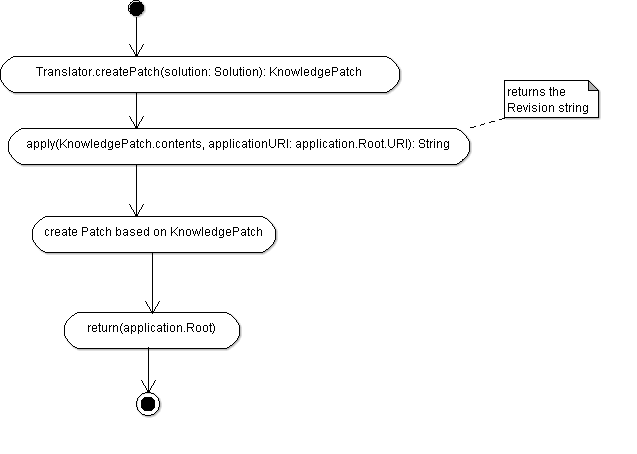 Translator.createPatch(solution: Solution): KnowledgePatch
returns the
Revision string
apply(KnowledgePatch.contents, applicationURI: application.Root.URI): String
create Patch based on KnowledgePatch
return(application.Root)